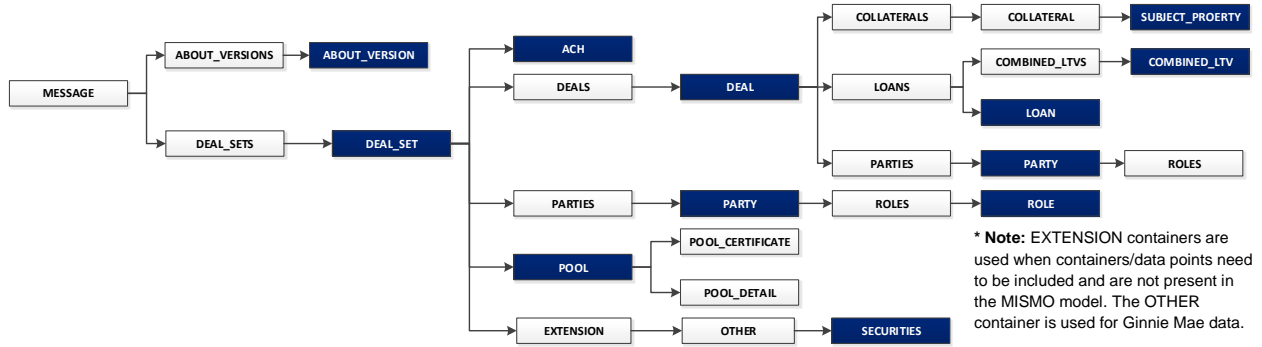 COLLATERALS
COLLATERAL
SUBJECT_PROERTY
ACH
ABOUT_VERSIONS
ABOUT_VERSION
COMBINED_LTVS
COMBINED_LTV
MESSAGE
DEALS
DEAL
LOANS
LOAN
DEAL_SETS
DEAL_SET
PARTIES
PARTY
ROLES
PARTIES
PARTY
ROLES
ROLE
POOL_CERTIFICATE
POOL
POOL_DETAIL
EXTENSION
OTHER
SECURITIES
* Note: EXTENSION containers are
used when containers/data points need
to be included and are not present in
the MISMO model. The OTHER
container is used for Ginnie Mae data.